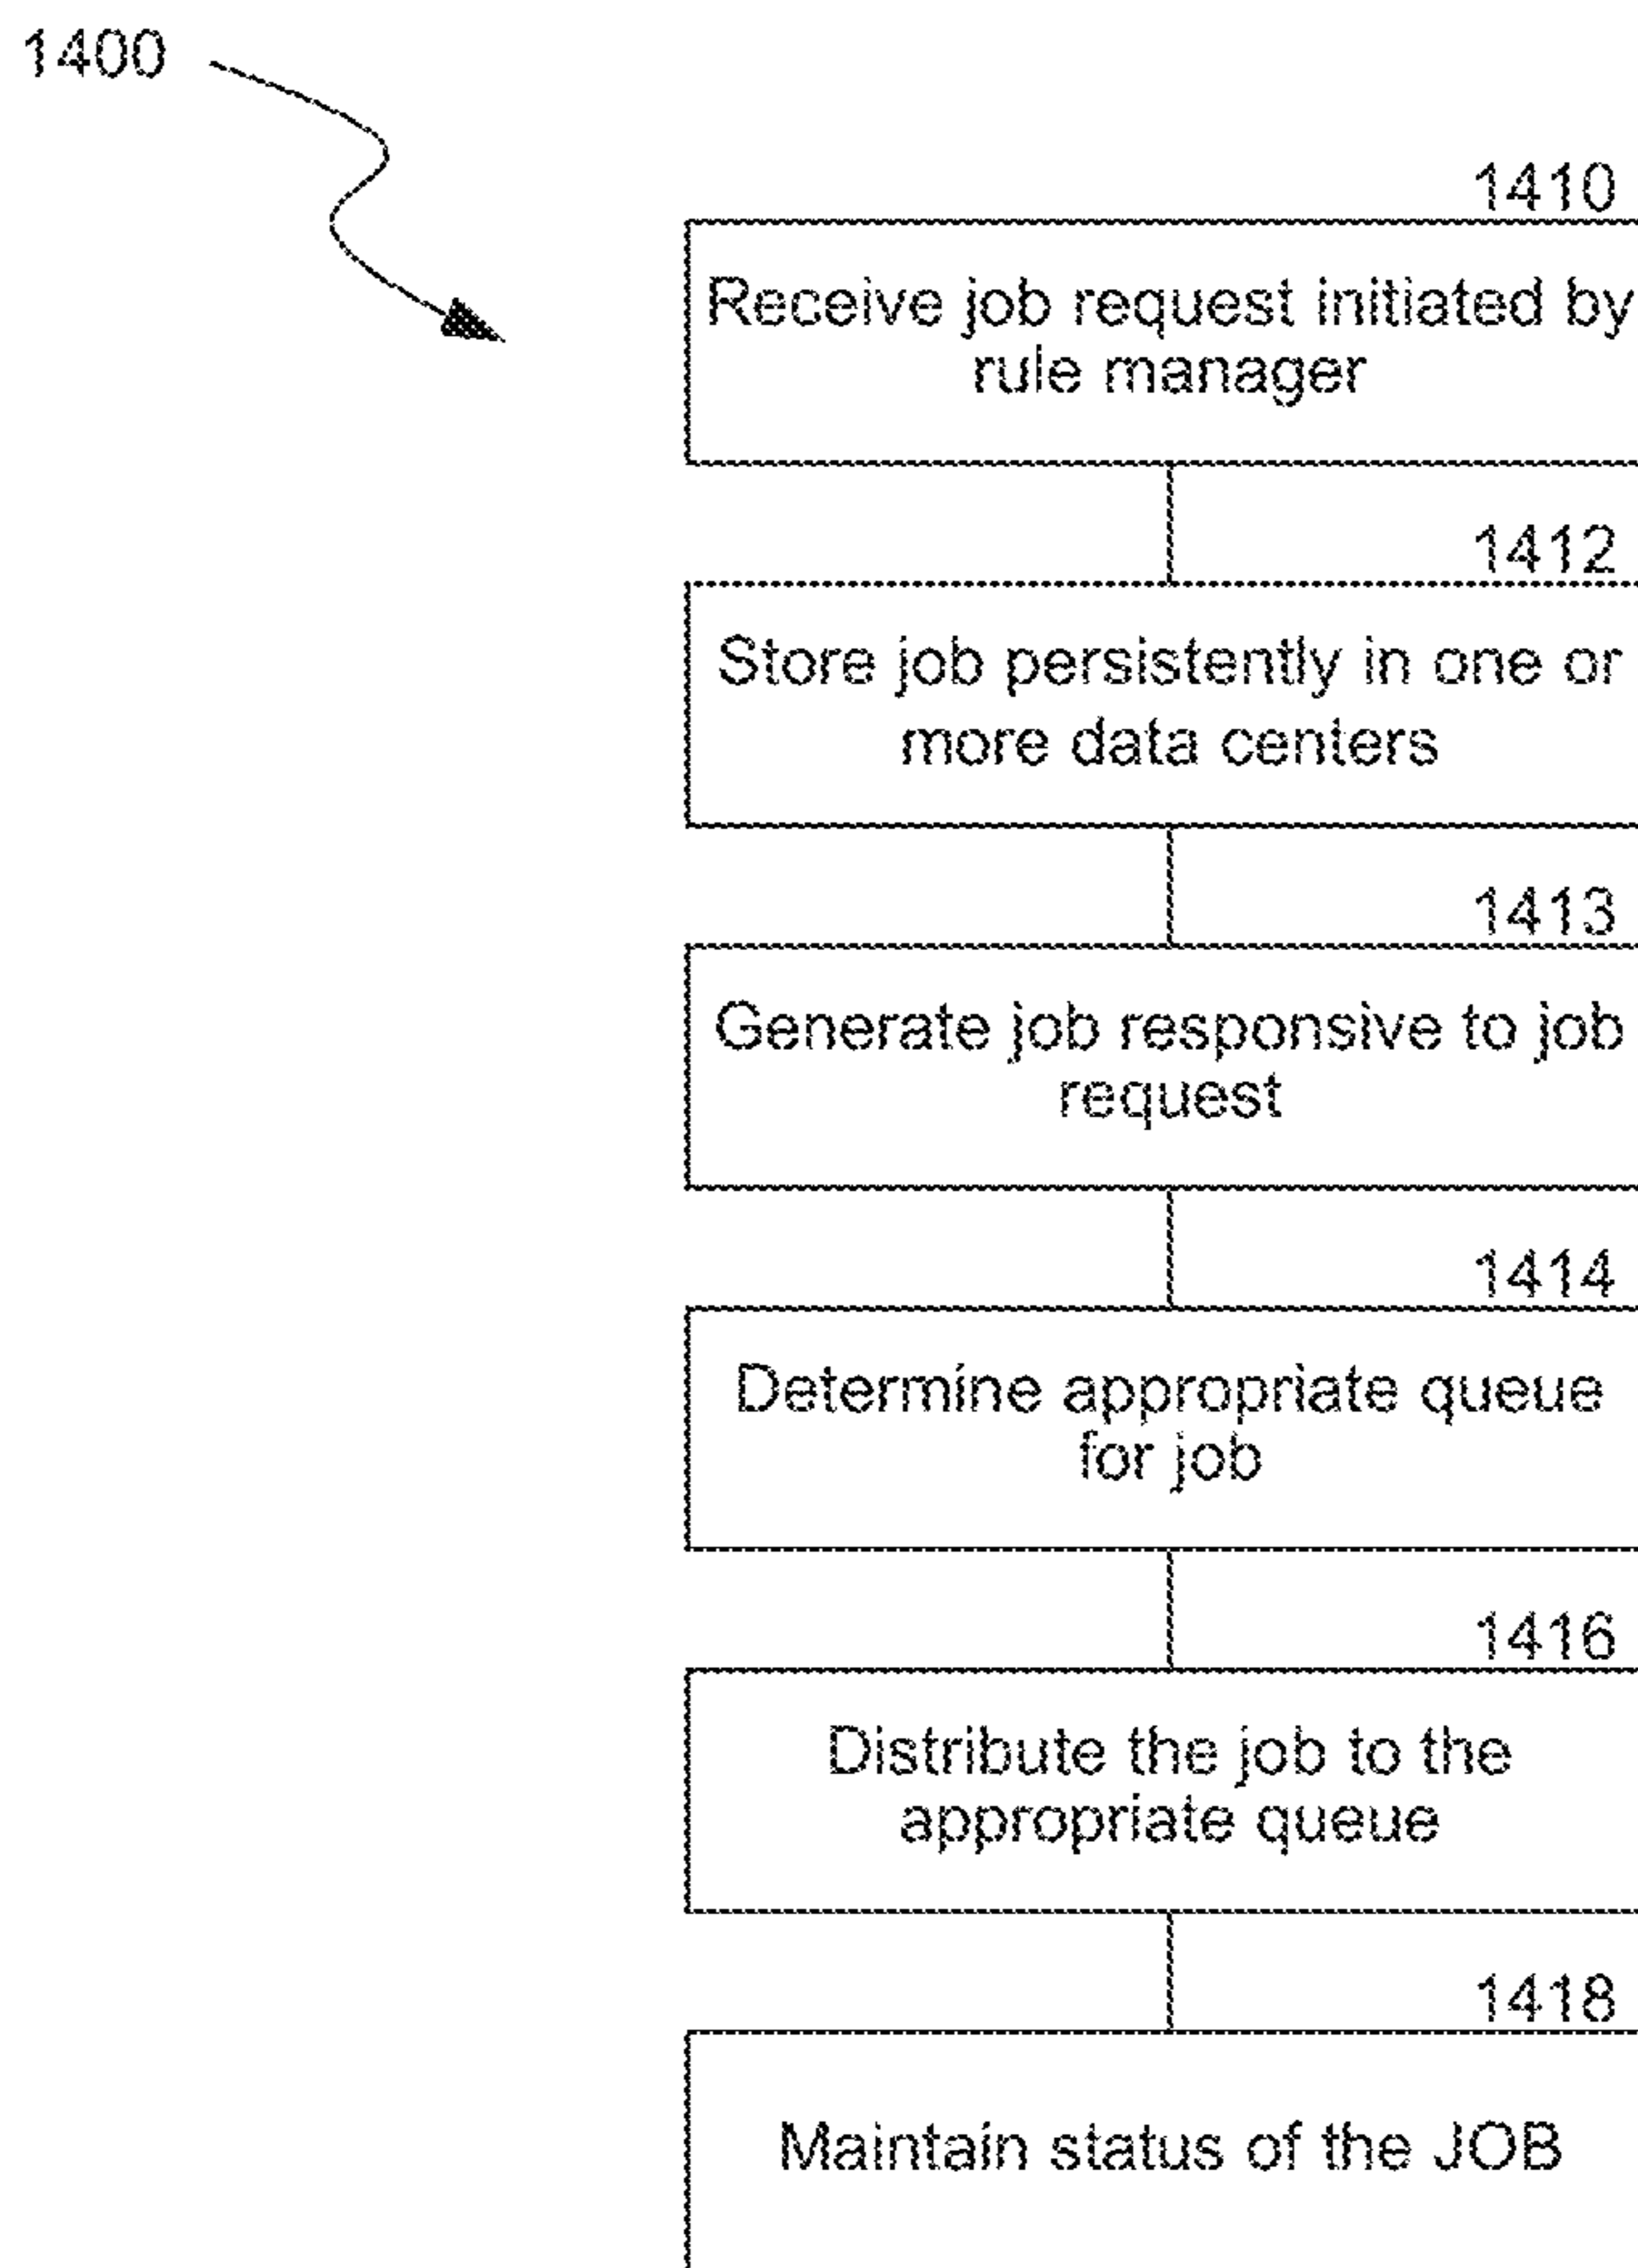 1400
1410
Receive job request initiated by
rule manager
1412
Store job persistently in one or
more data centers
1413
Generate job responsive to job
request
1414
Determine appropriate queue
for job
1416
Distribute the job to the
appropriate queue
1418
Maintain status of the JOB